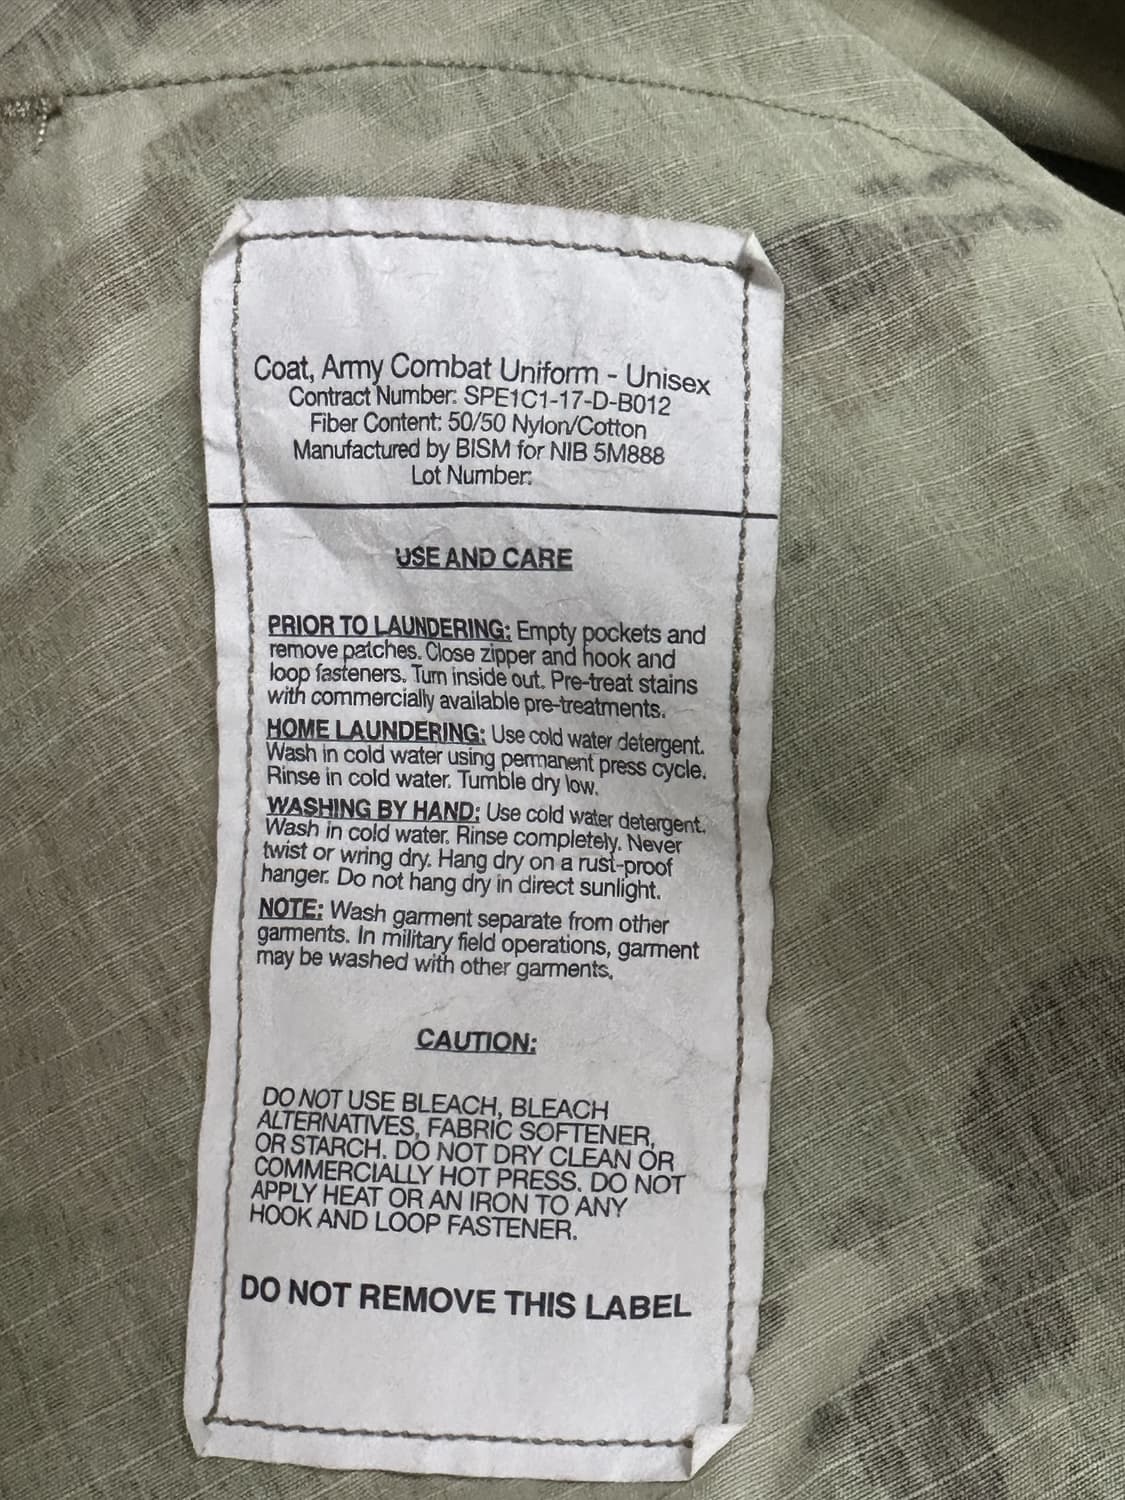 Coat, Army Combat Uniform - Unisex
Contract Number: SPE1C1-17-D-B012
Fiber Content: 50/50 Nylon/Cotton
Manufactured by BISM for NIB 5M888
Lot Number:
USE AND CARE
PRIOR TO LAUNDERING: Empty pockets and
remove patches. Close zipper and hook and
loop fasteners. Turn inside out. Pre-treat stains
with commercially available pre-treatments.
HOME LAUNDERING: Use cold water detergent.
Wash in cold water using permanent press cycle.
Rinse in cold water. Tumble dry low.
WASHING BY HAND: Use cold water detergent.
Wash in cold water. Rinse completely. Never
twist or wring dry. Hang dry on a rust-proof
hanger. Do not hang dry in direct sunlight.
NOTE: Wash garment separate from other
garments. In military field operations, garment
may be washed with other garments.
CAUTION:
DO NOT USE BLEACH, BLEACH
ALTERNATIVES, FABRIC SOFTENER,
OR STARCH. DO NOT DRY CLEAN OR
COMMERCIALLY HOT PRESS. DO NOT
APPLY HEAT OR AN IRON TO ANY
HOOK AND LOOP FASTENER.
DO NOT REMOVE THIS LABEL